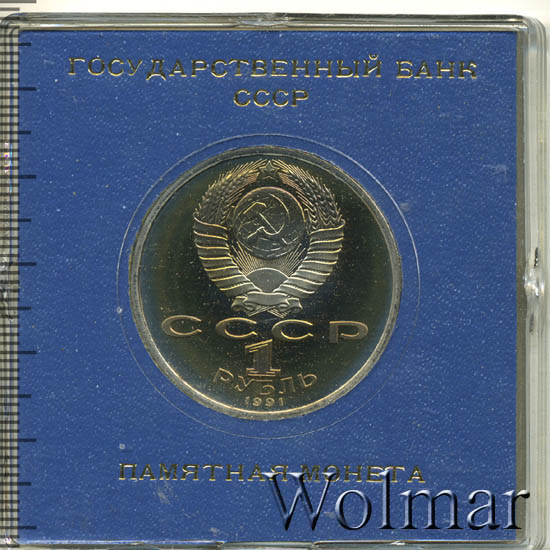 ГОСУДАРСТВЕННЫЙ БАНК
СССР
СССР
1
РУБЛЬ
1991
ПАМЯТНАЯ МОНЕТА
Wolmar